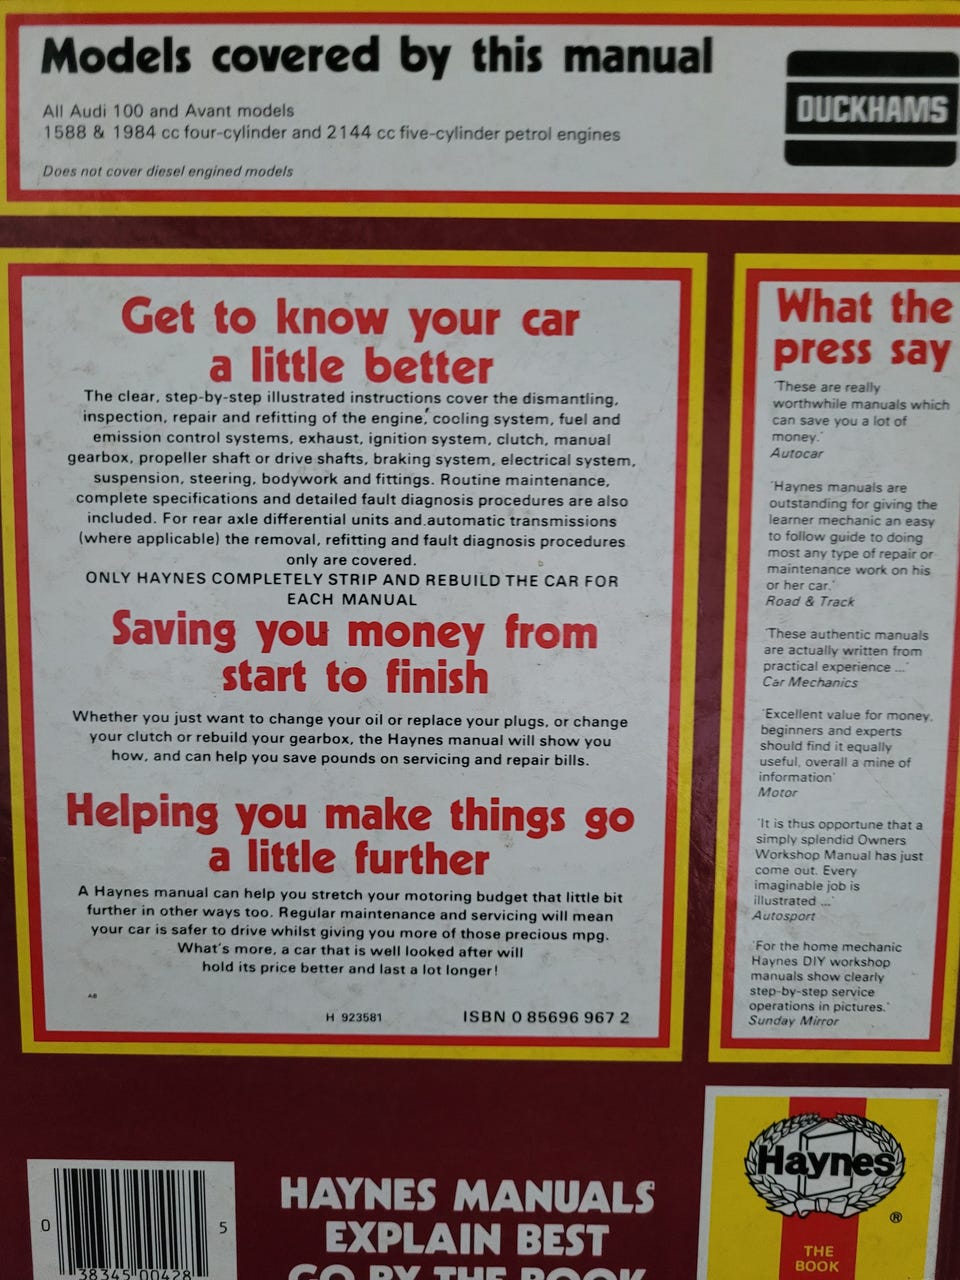 Models covered by this manual
All Audi 100 and Avant models
1588 & 1984 cc four-cylinder and 2144 cc five-cylinder petrol engines
Does not cover diesel engined models
DUCKHAMS
Get to know your car
a little better
The clear, step-by-step illustrated instructions cover the dismantling,
inspection, repair and refitting of the engine, cooling system, fuel and
emission control systems, exhaust, ignition system, clutch, manual
gearbox, propeller shaft or drive shafts, braking system, electrical system,
suspension, steering, bodywork and fittings. Routine maintenance,
complete specifications and detailed fault diagnosis procedures are also
included. For rear axle differential units and automatic transmissions
(where applicable) the removal, refitting and fault diagnosis procedures
only are covered.
ONLY HAYNES COMPLETELY STRIP AND REBUILD THE CAR FOR
EACH MANUAL
Saving you money from
start to finish
Whether you just want to change your oil or replace your plugs, or change
your clutch or rebuild your gearbox, the Haynes manual will show you
how, and can help you save pounds on servicing and repair bills.
Helping you make things go
a little further
A Haynes manual can help you stretch your motoring budget that little bit
further in other ways too. Regular maintenance and servicing will mean
your car is safer to drive whilst giving you more of those precious mpg.
What's more, a car that is well looked after will
hold its price better and last a lot longer!
AB
H 923581
ISBN 0 85696 967 2
What the
press say
'These are really
worthwhile manuals which
can save you a lot of
money.'
Autocar
'Haynes manuals are
outstanding for giving the
learner mechanic an easy
to follow guide to doing
most any type of repair or
maintenance work on his
or her car.'
Road & Track
'These authentic manuals
are actually written from
practical experience ...'
Car Mechanics
'Excellent value for money,
beginners and experts
should find it equally
useful, overall a mine of
information'
Motor
'It is thus opportune that a
simply splendid Owners
Workshop Manual has just
come out. Every
imaginable job is
illustrated ...'
Autosport
'For the home mechanic
Haynes DIY workshop
manuals show clearly
step-by-step service
operations in pictures.'
Sunday Mirror
0 38345 00428 5
HAYNES MANUALS
EXPLAIN BEST
GO BY THE BOOK
Haynes
®
THE
BOOK